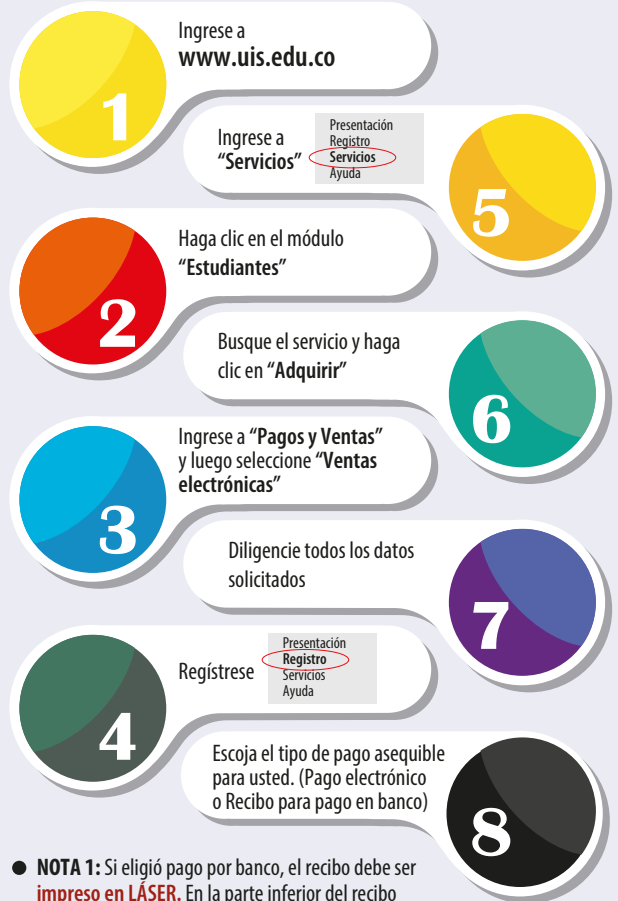 1
Ingrese a
www.uis.edu.co
2
Haga clic en el módulo
“Estudiantes”
3
Ingrese a “Pagos y Ventas”
y luego seleccione “Ventas
electrónicas”
4
Regístrese
Presentación
Registro
Servicios
Ayuda
5
Ingrese a
“Servicios”
Presentación
Registro
Servicios
Ayuda
6
Busque el servicio y haga
clic en “Adquirir”
7
Diligencie todos los datos
solicitados
8
Escoja el tipo de pago asequible
para usted. (Pago electrónico
o Recibo para pago en banco)
● NOTA 1: Si eligió pago por banco, el recibo debe ser
impreso en LÁSER. En la parte inferior del recibo